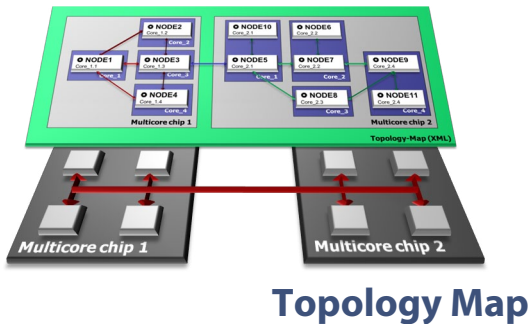 NODE2
Core_1.2
Core_2
NODE1
Core_1.1
Core_1
NODE3
Core_1.3
Core_3
NODE4
Core_1.4
Core_4
Multicore chip 1
NODE10
Core_2.1
NODE6
Core_2.2
NODE5
Core_2.1
Core_1
NODE7
Core_2.2
Core_2
NODE9
Core_2.4
NODE8
Core_2.3
Core_3
NODE11
Core_2.4
Core_4
Multicore chip 2
Topology-Map (XML)
Multicore chip 1
Multicore chip 2
Topology Map